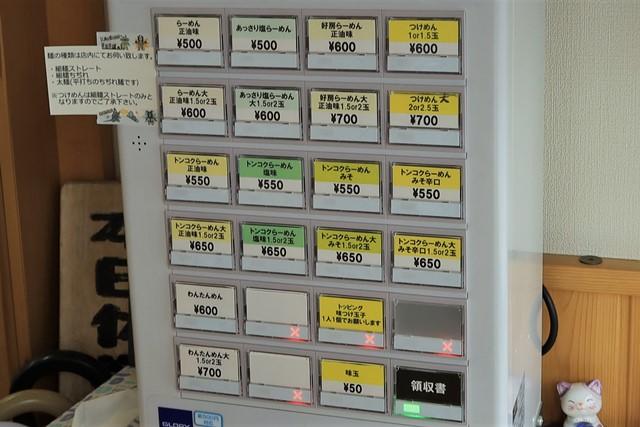 麺の種類は店内にてお伺い致します。
・細麺ストレート
・細麺ちぢれ
・太麺(平打ちのちぢれ麺です)
※つけめんは細麺ストレートのみと
なりますのでご了承下さい。
らーめん
正油味
¥500
あっさり塩らーめん
¥500
好房らーめん
正油味
¥600
つけめん
1or1.5玉
¥600
らーめん大
正油味1.5or2玉
¥600
あっさり塩らーめん
大1.5or2玉
¥600
好房らーめん大
正油味1.5or2玉
¥700
つけめん大
2or2.5玉
¥700
トンコクらーめん
正油味
¥550
トンコクらーめん
塩味
¥550
トンコクらーめん
みそ
¥550
トンコクらーめん
みそ辛口
¥550
トンコクらーめん大
正油味1.5or2玉
¥650
トンコクらーめん大
塩味1.5or2玉
¥650
トンコクらーめん大
みそ1.5or2玉
¥650
トンコクらーめん大
みそ辛口1.5or2玉
¥650
わんたんめん
¥600
トッピング
味つけ玉子
1人1個でお願いします
わんたんめん大
1.5or2玉
¥700
味玉
¥50
領収書
GLORY
本日休